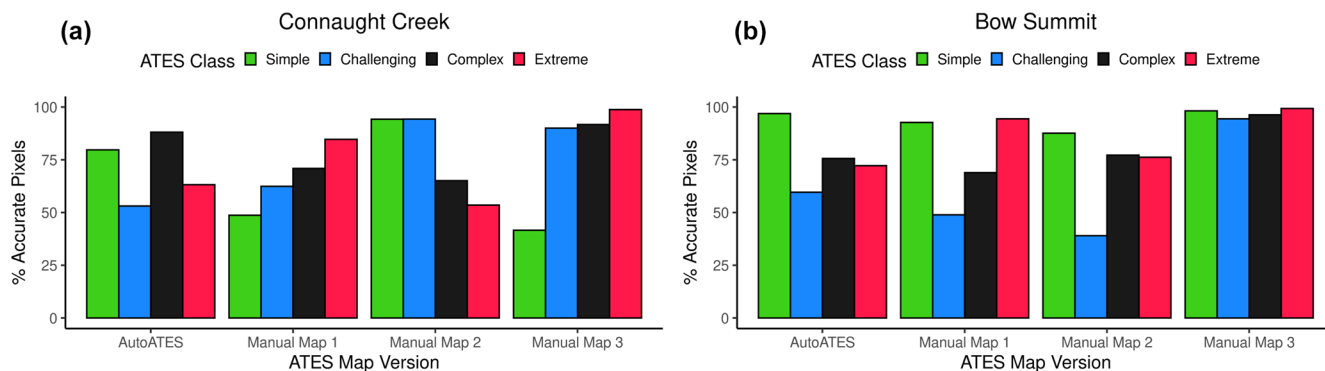 (a)
Connaught Creek
ATES Class Simple Challenging Complex Extreme
100
75
50
25
0
% Accurate Pixels
AutoATES Manual Map 1 Manual Map 2 Manual Map 3
ATES Map Version
(b)
Bow Summit
ATES Class Simple Challenging Complex Extreme
100
75
50
25
0
% Accurate Pixels
AutoATES Manual Map 1 Manual Map 2 Manual Map 3
ATES Map Version